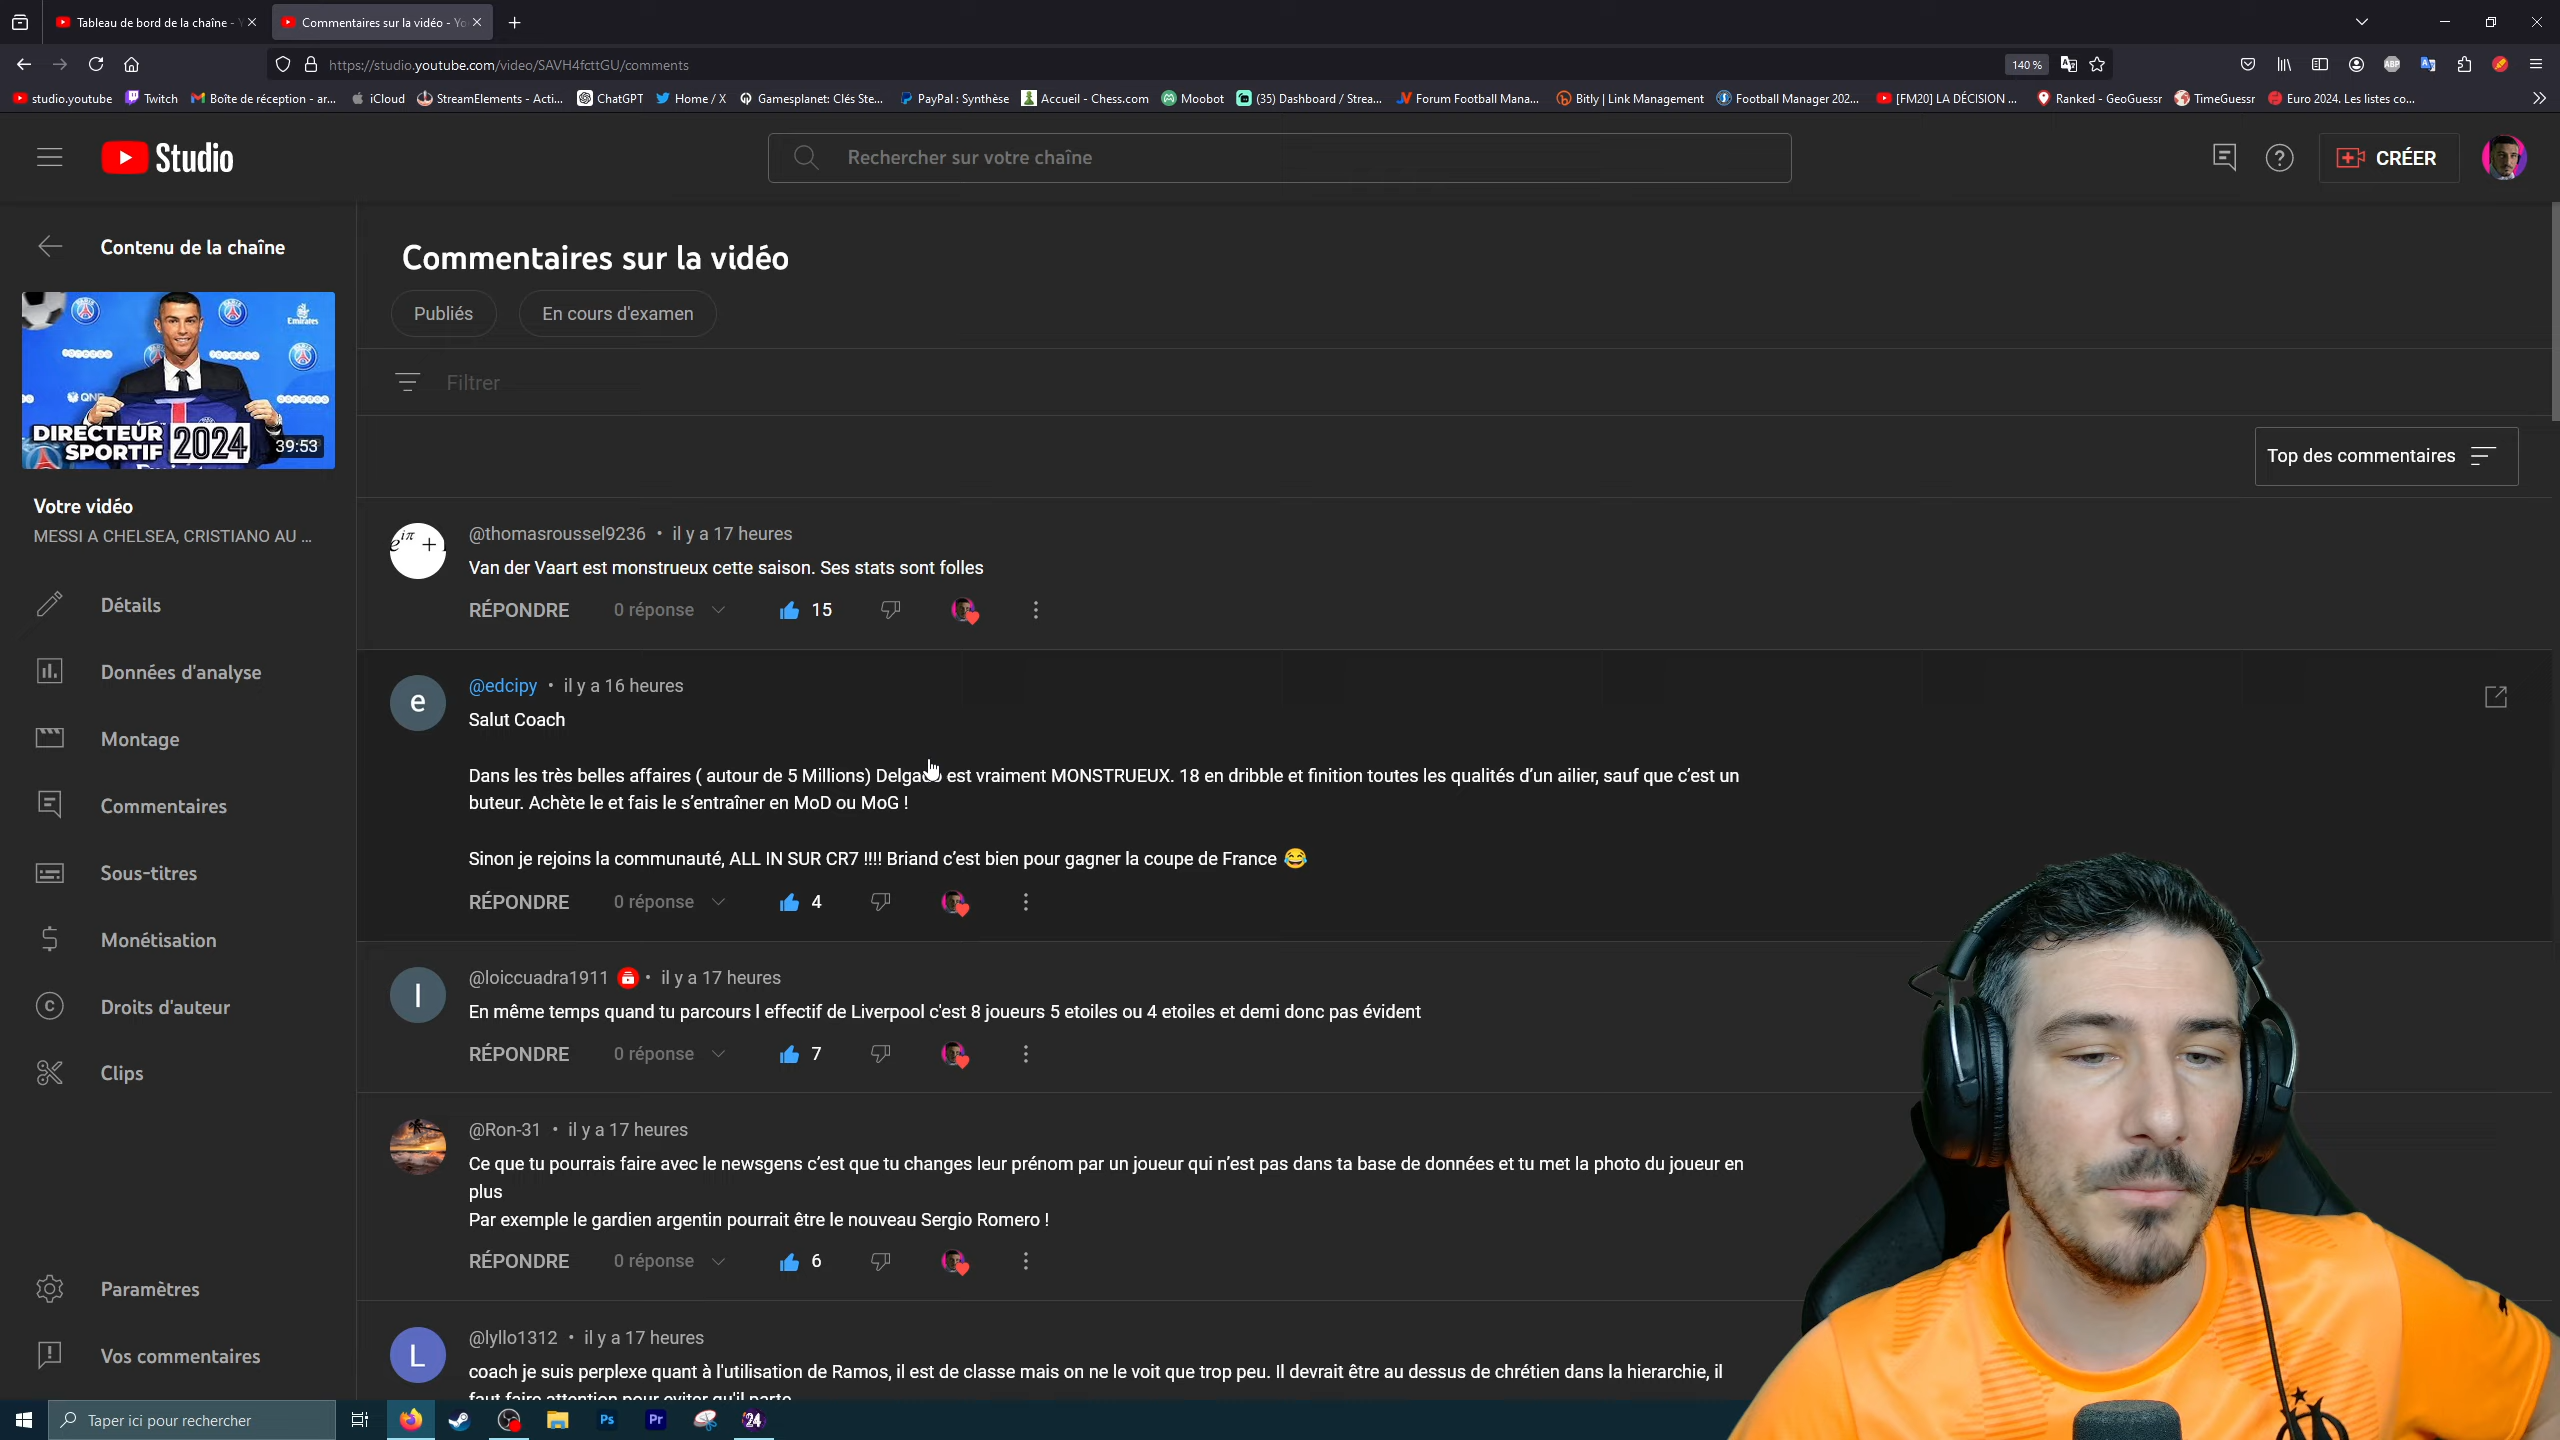 Tableau de bord de la chaîne - Y
Commentaires sur la vidéo - Yo
https://studio.youtube.com/video/SAVH4fcttGU/comments
140 %
studio.youtube
Twitch
Boîte de réception - ar...
iCloud
StreamElements - Acti...
ChatGPT
Home / X
Gamesplanet: Clés Ste...
PayPal : Synthèse
Accueil - Chess.com
Moobot
(35) Dashboard / Strea...
Forum Football Mana...
Bitly | Link Management
Football Manager 202...
[FM20] LA DÉCISION ...
Ranked - GeoGuessr
TimeGuessr
Euro 2024. Les listes co...
Studio
Rechercher sur votre chaîne
CRÉER
Contenu de la chaîne
Emirates
ooredoo
QNB
DIRECTEUR
SPORTIF
2024
39:53
Votre vidéo
MESSI A CHELSEA, CRISTIANO AU ...
Détails
Données d'analyse
Montage
Commentaires
Sous-titres
Monétisation
Droits d'auteur
Clips
Paramètres
Vos commentaires
Commentaires sur la vidéo
Publiés
En cours d'examen
Filtrer
Top des commentaires
@thomasroussel9236 • il y a 17 heures
Van der Vaart est monstrueux cette saison. Ses stats sont folles
RÉPONDRE 0 réponse 15
e
@edcipy • il y a 16 heures
Salut Coach
Dans les très belles affaires ( autour de 5 Millions) Delgado est vraiment MONSTRUEUX. 18 en dribble et finition toutes les qualités d’un ailier, sauf que c’est un
buteur. Achète le et fais le s’entraîner en MoD ou MoG !
Sinon je rejoins la communauté, ALL IN SUR CR7 !!!! Briand c’est bien pour gagner la coupe de France 😂
RÉPONDRE 0 réponse 4
l
@loiccuadra1911 • il y a 17 heures
En même temps quand tu parcours l effectif de Liverpool c'est 8 joueurs 5 etoiles ou 4 etoiles et demi donc pas évident
RÉPONDRE 0 réponse 7
@Ron-31 • il y a 17 heures
Ce que tu pourrais faire avec le newsgens c’est que tu changes leur prénom par un joueur qui n’est pas dans ta base de données et tu met la photo du joueur en
plus
Par exemple le gardien argentin pourrait être le nouveau Sergio Romero !
RÉPONDRE 0 réponse 6
L
@lyllo1312 • il y a 17 heures
coach je suis perplexe quant à l'utilisation de Ramos, il est de classe mais on ne le voit que trop peu. Il devrait être au dessus de chrétien dans la hierarchie, il
faut faire attention pour eviter qu'il parte
Taper ici pour rechercher
Ps
Pr
24